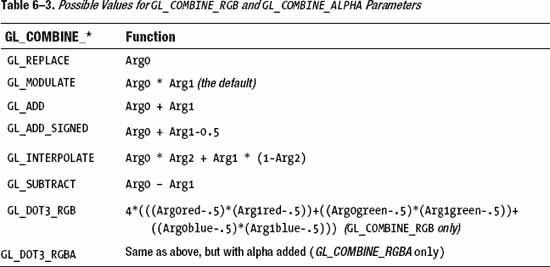 Table 6–3. Possible Values for GL_COMBINE_RGB and GL_COMBINE_ALPHA Parameters
GL_COMBINE_* Function
GL_REPLACE Arg0
GL_MODULATE Arg0 * Arg1 (the default)
GL_ADD Arg0 + Arg1
GL_ADD_SIGNED Arg0 + Arg1-0.5
GL_INTERPOLATE Arg0 * Arg2 + Arg1 * (1-Arg2)
GL_SUBTRACT Arg0 – Arg1
GL_DOT3_RGB 4*(((Arg0red-.5)*(Arg1red-.5))+((Arg0green-.5)*(Arg1green-.5))+
((Arg0blue-.5)*(Arg1blue-.5))) (GL_COMBINE_RGB only)
GL_DOT3_RGBA Same as above, but with alpha added (GL_COMBINE_RGBA only)